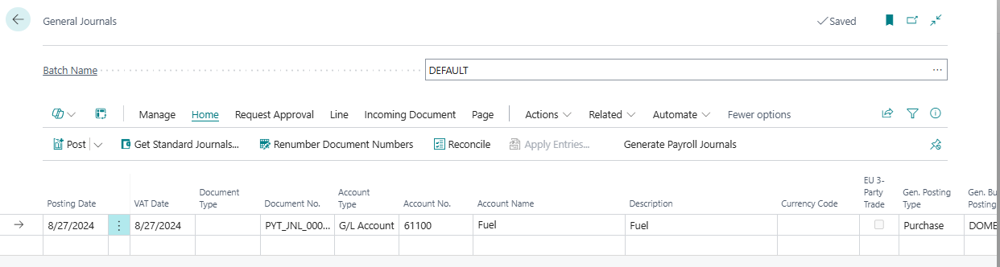 General Journals
Saved
Batch Name
DEFAULT
Manage Home Request Approval Line Incoming Document Page Actions Related Automate Fewer options
Post Get Standard Journals... Renumber Document Numbers Reconcile Apply Entries... Generate Payroll Journals
Posting Date VAT Date Document Type Document No. Account Type Account No. Account Name Description Currency Code EU 3-Party Trade Gen. Posting Type Gen. Bu Posting
8/27/2024 8/27/2024 PYT_JNL_000... G/L Account 61100 Fuel Fuel Purchase DOME